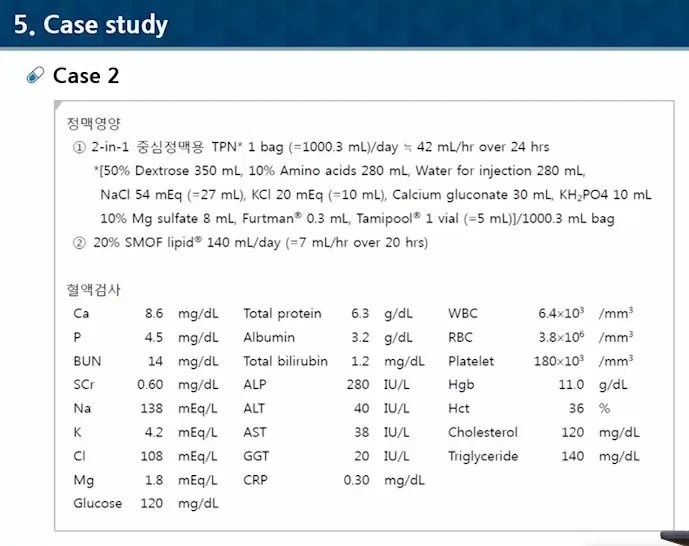 5. Case study
Case 2
정맥영양
① 2-in-1 중심정맥용 TPN* 1 bag (=1000.3 mL)/day ≒ 42 mL/hr over 24 hrs
*[50% Dextrose 350 mL, 10% Amino acids 280 mL, Water for injection 280 mL,
NaCl 54 mEq (=27 mL), KCl 20 mEq (=10 mL), Calcium gluconate 30 mL, KH₂PO4 10 mL
10% Mg sulfate 8 mL, Furtman® 0.3 mL, Tamipool® 1 vial (=5 mL)]/1000.3 mL bag
② 20% SMOF lipid® 140 mL/day (=7 mL/hr over 20 hrs)
혈액검사
Ca 8.6 mg/dL Total protein 6.3 g/dL WBC 6.4×10³ /mm³
P 4.5 mg/dL Albumin 3.2 g/dL RBC 3.8×10⁶ /mm³
BUN 14 mg/dL Total bilirubin 1.2 mg/dL Platelet 180×10³ /mm³
SCr 0.60 mg/dL ALP 280 IU/L Hgb 11.0 g/dL
Na 138 mEq/L ALT 40 IU/L Hct 36 %
K 4.2 mEq/L AST 38 IU/L Cholesterol 120 mg/dL
Cl 108 mEq/L GGT 20 IU/L Triglyceride 140 mg/dL
Mg 1.8 mEq/L CRP 0.30 mg/dL
Glucose 120 mg/dL